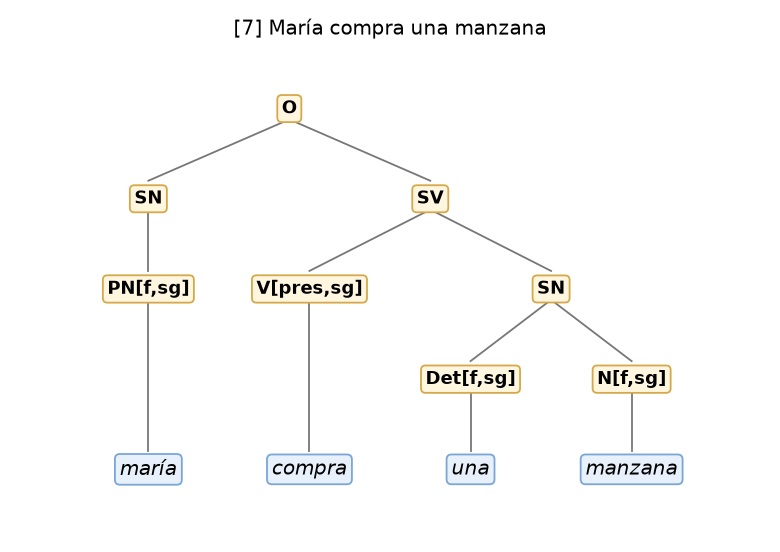 [7] María compra una manzana
O
SN SV
PN[f,sg] V[pres,sg] SN
Det[f,sg] N[f,sg]
maría compra una manzana